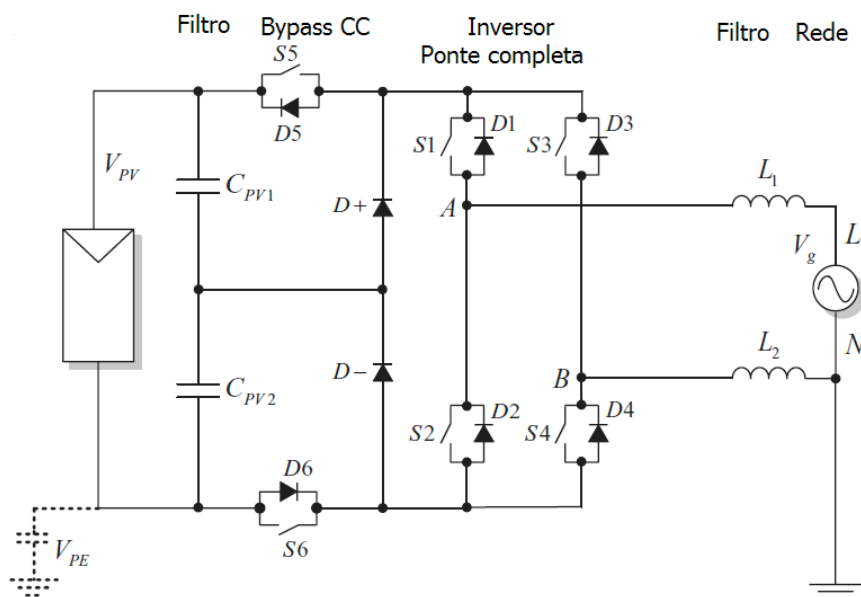 Filtro
Bypass CC
Inversor
Ponte completa
Filtro
Rede
S5
D5
V_PV
C_PV1
D+
S1
D1
S3
D3
A
L_1
L
V_g
C_PV2
D−
B
L_2
N
S2
D2
S4
D4
D6
S6
V_PE